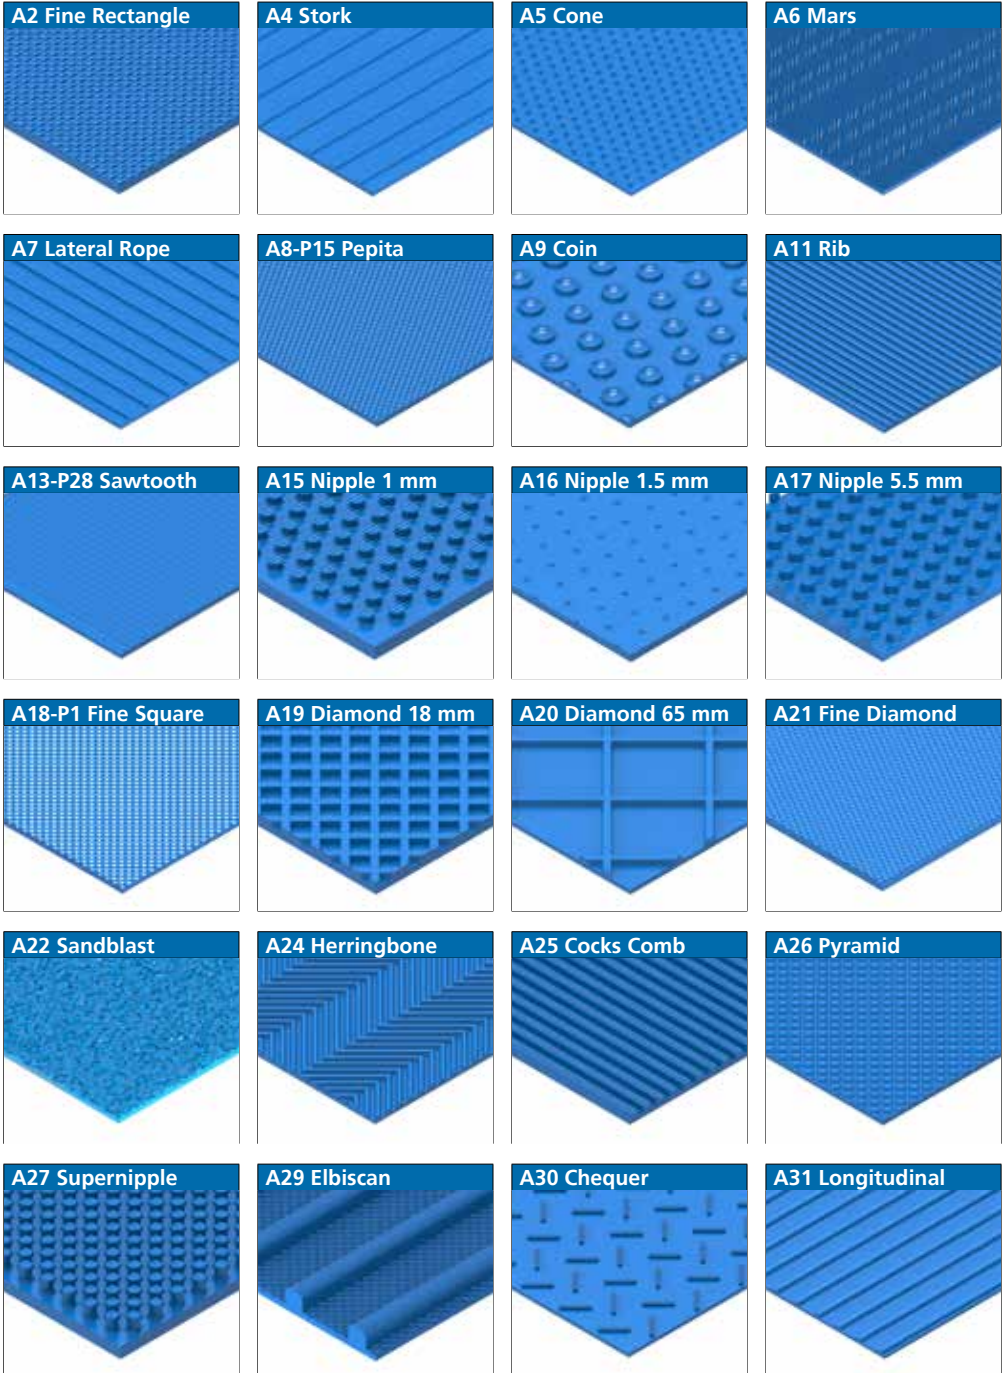 A2 Fine Rectangle
A4 Stork
A5 Cone
A6 Mars
A7 Lateral Rope
A8-P15 Pepita
A9 Coin
A11 Rib
A13-P28 Sawtooth
A15 Nipple 1 mm
A16 Nipple 1.5 mm
A17 Nipple 5.5 mm
A18-P1 Fine Square
A19 Diamond 18 mm
A20 Diamond 65 mm
A21 Fine Diamond
A22 Sandblast
A24 Herringbone
A25 Cocks Comb
A26 Pyramid
A27 Supernipple
A29 Elbiscan
A30 Chequer
A31 Longitudinal